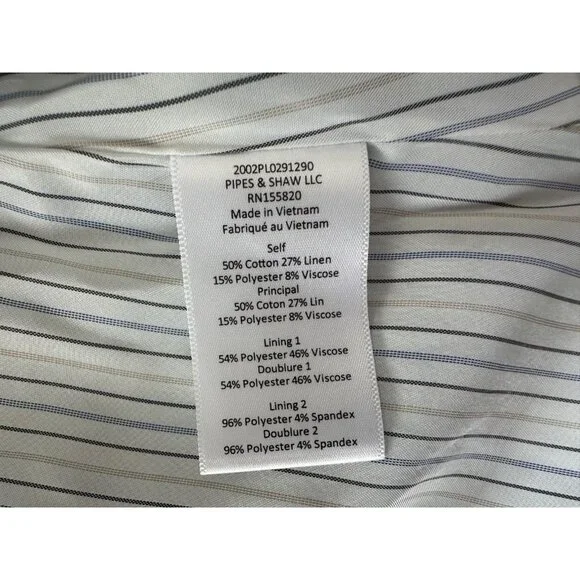 2002PL0291290
PIPES & SHAW LLC
RN155820
Made in Vietnam
Fabriqué au Vietnam
Self
50% Cotton 27% Linen
15% Polyester 8% Viscose
Principal
50% Coton 27% Lin
15% Polyester 8% Viscose
Lining 1
54% Polyester 46% Viscose
Doublure 1
54% Polyester 46% Viscose
Lining 2
96% Polyester 4% Spandex
Doublure 2
96% Polyester 4% Spandex